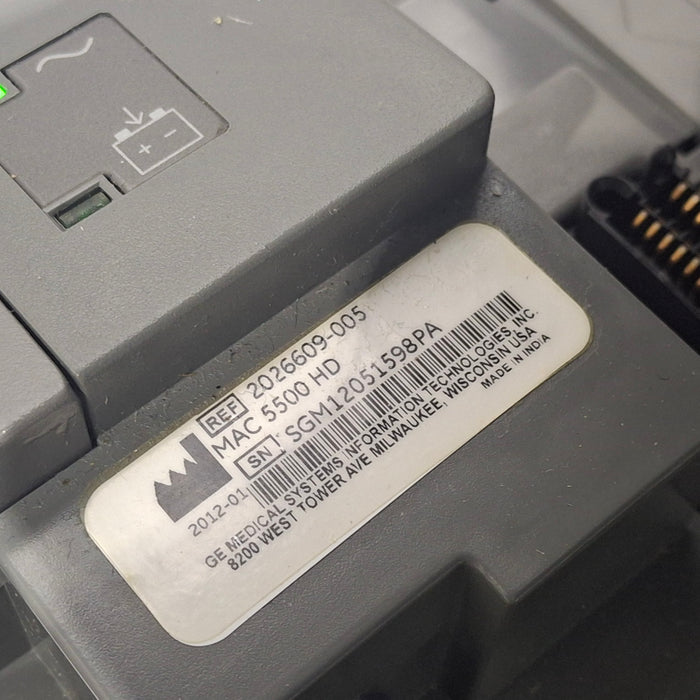 REF 2026609-005
MAC 5500 HD
SN SGM12051598PA
2012-01
GE MEDICAL SYSTEMS INFORMATION TECHNOLOGIES, INC.
8200 WEST TOWER AVE MILWAUKEE, WISCONSIN USA
MADE IN INDIA